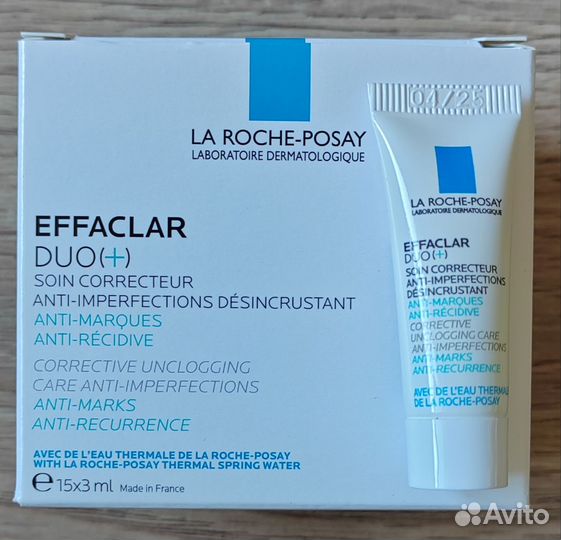 LA ROCHE-POSAY
LABORATOIRE DERMATOLOGIQUE
EFFACLAR
DUO(+)
SOIN CORRECTEUR
ANTI-IMPERFECTIONS DÉSINCRUSTANT
ANTI-MARQUES
ANTI-RÉCIDIVE
CORRECTIVE UNCLOGGING
CARE ANTI-IMPERFECTIONS
ANTI-MARKS
ANTI-RECURRENCE
AVEC DE L'EAU THERMALE DE LA ROCHE-POSAY
WITH LA ROCHE-POSAY THERMAL SPRING WATER
e 15x3 ml Made in France
04/25
LA ROCHE-POSAY
LABORATOIRE DERMATOLOGIQUE
EFFACLAR
DUO(+)
SOIN CORRECTEUR
ANTI-IMPERFECTIONS
DÉSINCRUSTANT
ANTI-MARQUES
ANTI-RÉCIDIVE
CORRECTIVE
UNCLOGGING CARE
ANTI-IMPERFECTIONS
ANTI-MARKS
ANTI-RECURRENCE
AVEC DE L'EAU THERMALE
DE LA ROCHE-POSAY
Avito